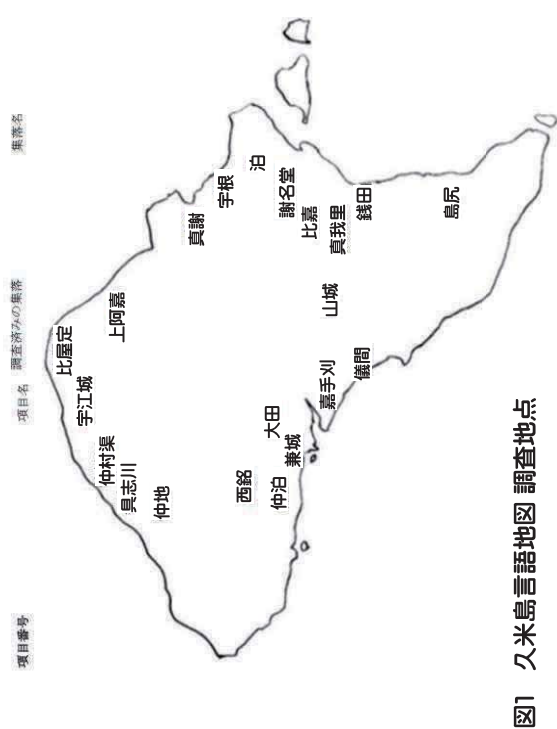 項目番号
項目名
調査済みの集落
集落名
比屋定
宇江城
上阿嘉
仲村渠
具志川
仲地
真謝
宇根
泊
謝名堂
比嘉
真我里
銭田
島尻
山城
儀間
嘉手刈
大田
兼城
西銘
仲泊
図1 久米島言語地図 調査地点